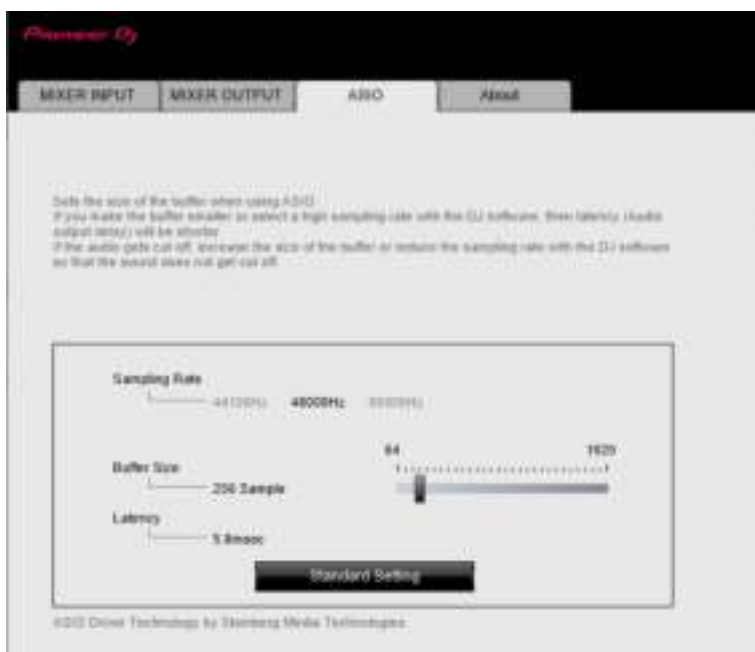 Pioneer Dj
MIXER INPUT MIXER OUTPUT ASIO About
Sets the size of the buffer when using ASIO.
If you make the buffer smaller or select a high sampling rate with the DJ software, then latency (Audio
output delay) will be shorter.
If the audio gets cut off, increase the size of the buffer or reduce the sampling rate with the DJ software
so that the sound does not get cut off.
Sampling Rate
44100Hz 48000Hz 96000Hz
64
Buffer Size
256 Sample
Latency
Standard Setting
ASIO Driver Technology by Steinberg Media Technologies